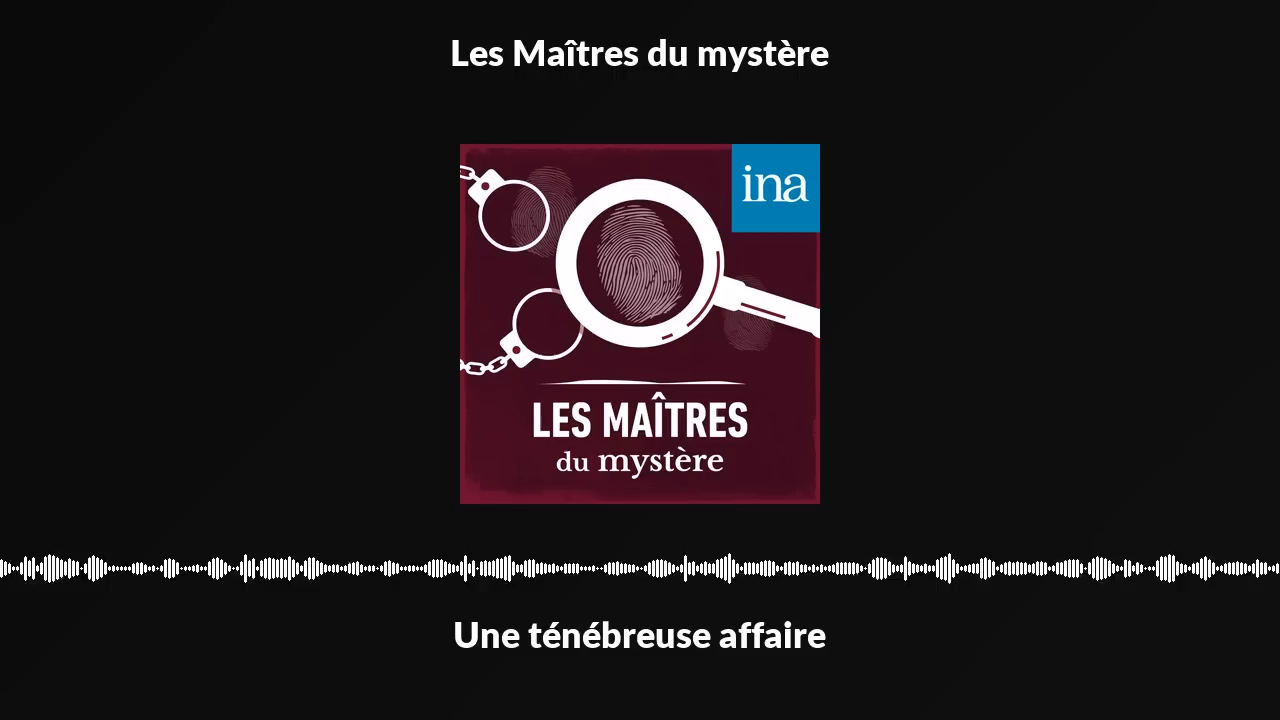 Les Maîtres du mystère
ina
LES MAÎTRES
du mystère
Une ténébreuse affaire